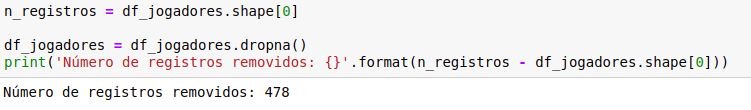 n_registros = df_jogadores.shape[0]
df_jogadores = df_jogadores.dropna()
print('Número de registros removidos: {}'.format(n_registros - df_jogadores.shape[0]))
Número de registros removidos: 478